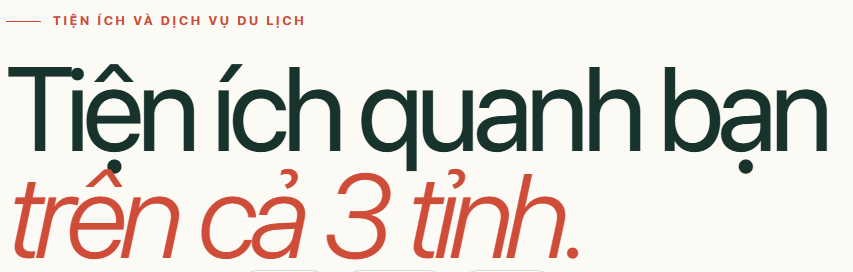 TIỆN ÍCH VÀ DỊCH VỤ DU LỊCH
Tiện ích quanh bạn
trên cả 3 tỉnh.